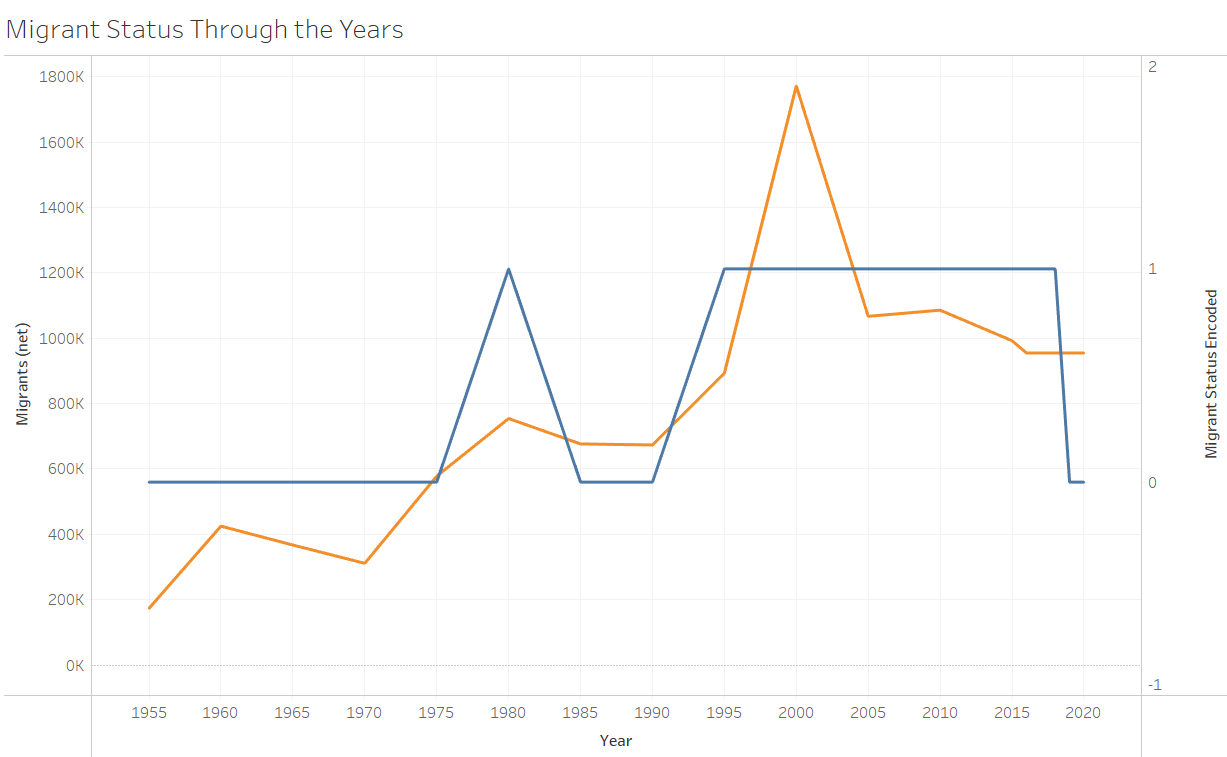 Migrant Status Through the Years
1800K
1600K
1400K
1200K
1000K
800K
600K
400K
200K
0K
Migrants (net)
2
1
0
-1
Migrant Status Encoded
1955 1960 1965 1970 1975 1980 1985 1990 1995 2000 2005 2010 2015 2020
Year